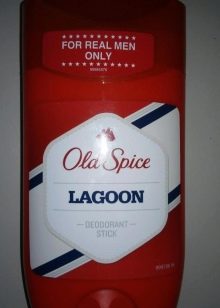 FOR REAL MEN
ONLY
Old Spice
LAGOON
DEODORANT
STICK